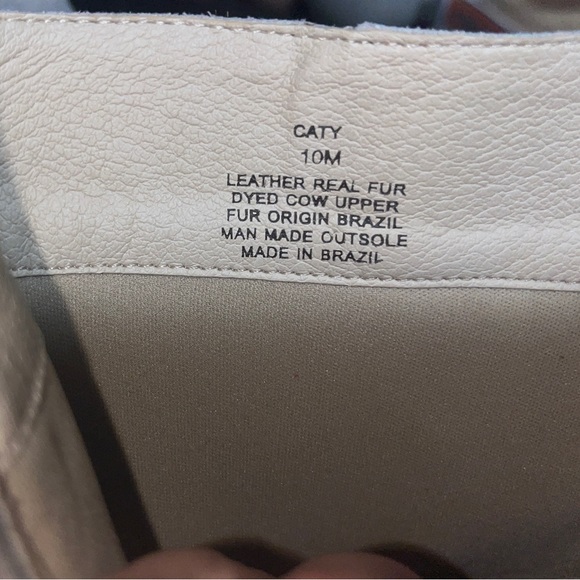 CATY
10M
LEATHER REAL FUR
DYED COW UPPER
FUR ORIGIN BRAZIL
MAN MADE OUTSOLE
MADE IN BRAZIL